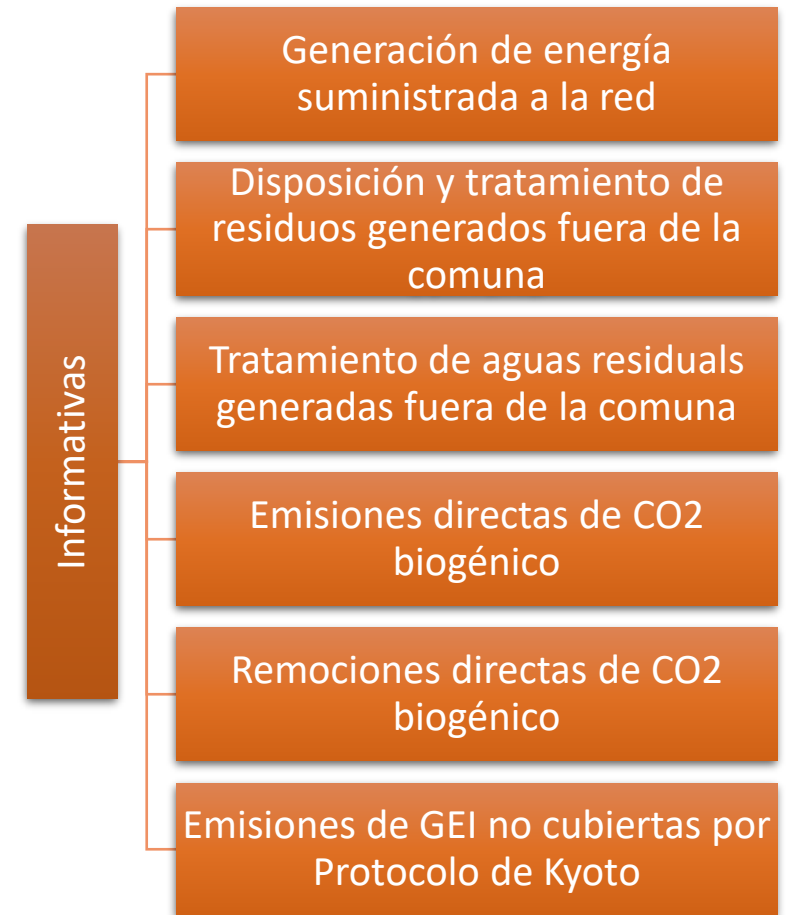 Informativas
Generación de energía
suministrada a la red
Disposición y tratamiento de
residuos generados fuera de la
comuna
Tratamiento de aguas residuals
generadas fuera de la comuna
Emisiones directas de CO2
biogénico
Remociones directas de CO2
biogénico
Emisiones de GEI no cubiertas por
Protocolo de Kyoto